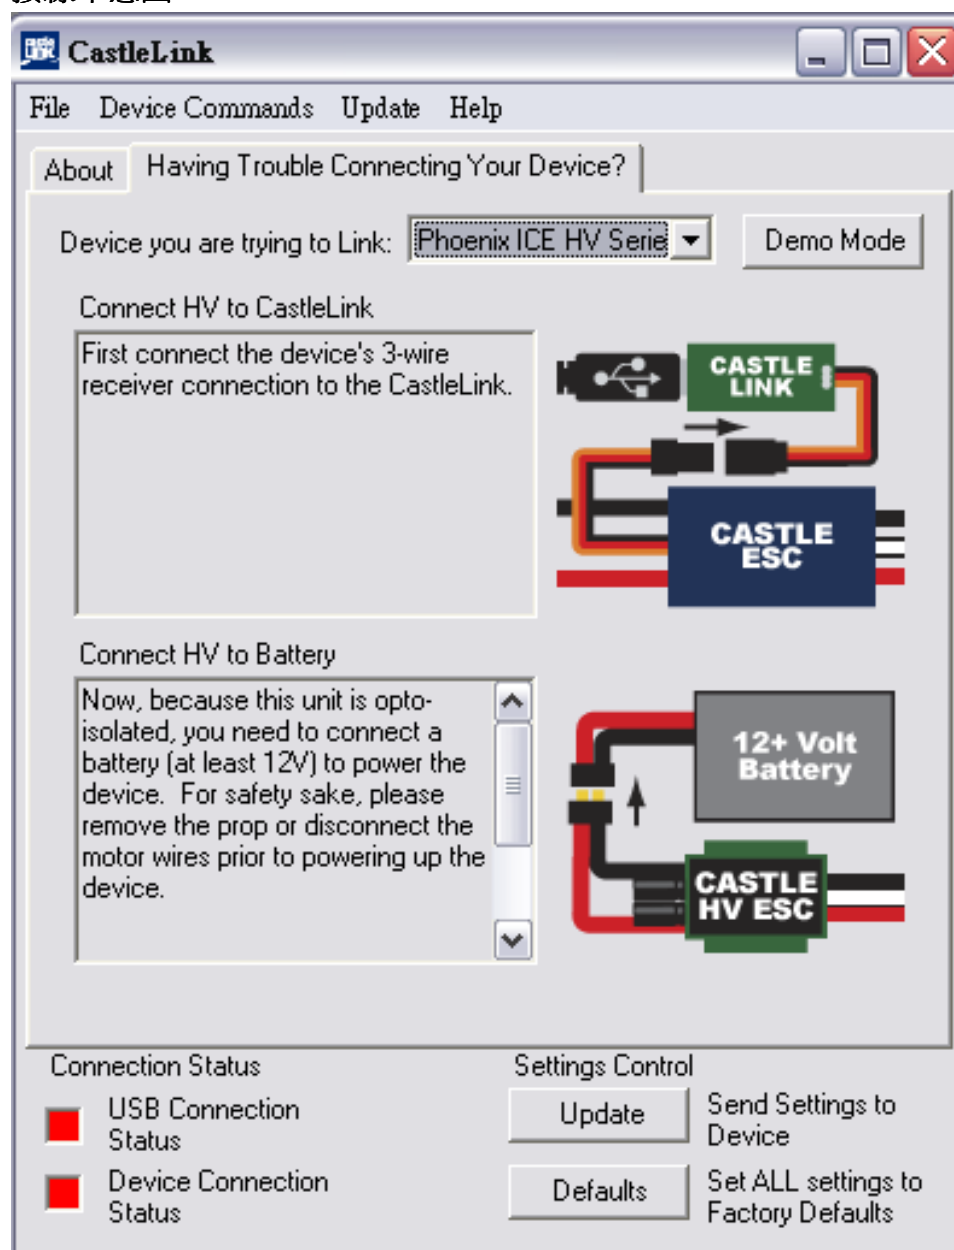 CastleLink
File Device Commands Update Help
About Having Trouble Connecting Your Device?
Device you are trying to Link: Phoenix ICE HV Serie Demo Mode
Connect HV to CastleLink
First connect the device's 3-wire
receiver connection to the CastleLink.
CASTLE
LINK
CASTLE
ESC
Connect HV to Battery
Now, because this unit is opto-
isolated, you need to connect a
battery (at least 12V) to power the
device. For safety sake, please
remove the prop or disconnect the
motor wires prior to powering up the
device.
12+ Volt
Battery
CASTLE
HV ESC
Connection Status
USB Connection
Status
Device Connection
Status
Settings Control
Update
Send Settings to
Device
Defaults
Set ALL settings to
Factory Defaults